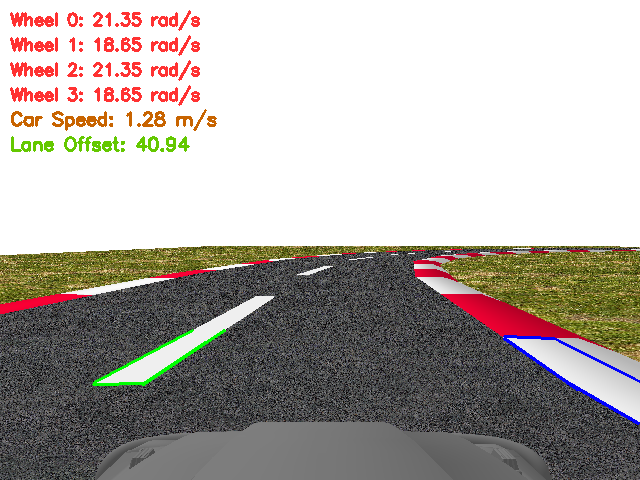 Wheel 0: 21.35 rad/s
Wheel 1: 18.65 rad/s
Wheel 2: 21.35 rad/s
Wheel 3: 18.65 rad/s
Car Speed: 1.28 m/s
Lane Offset: 40.94